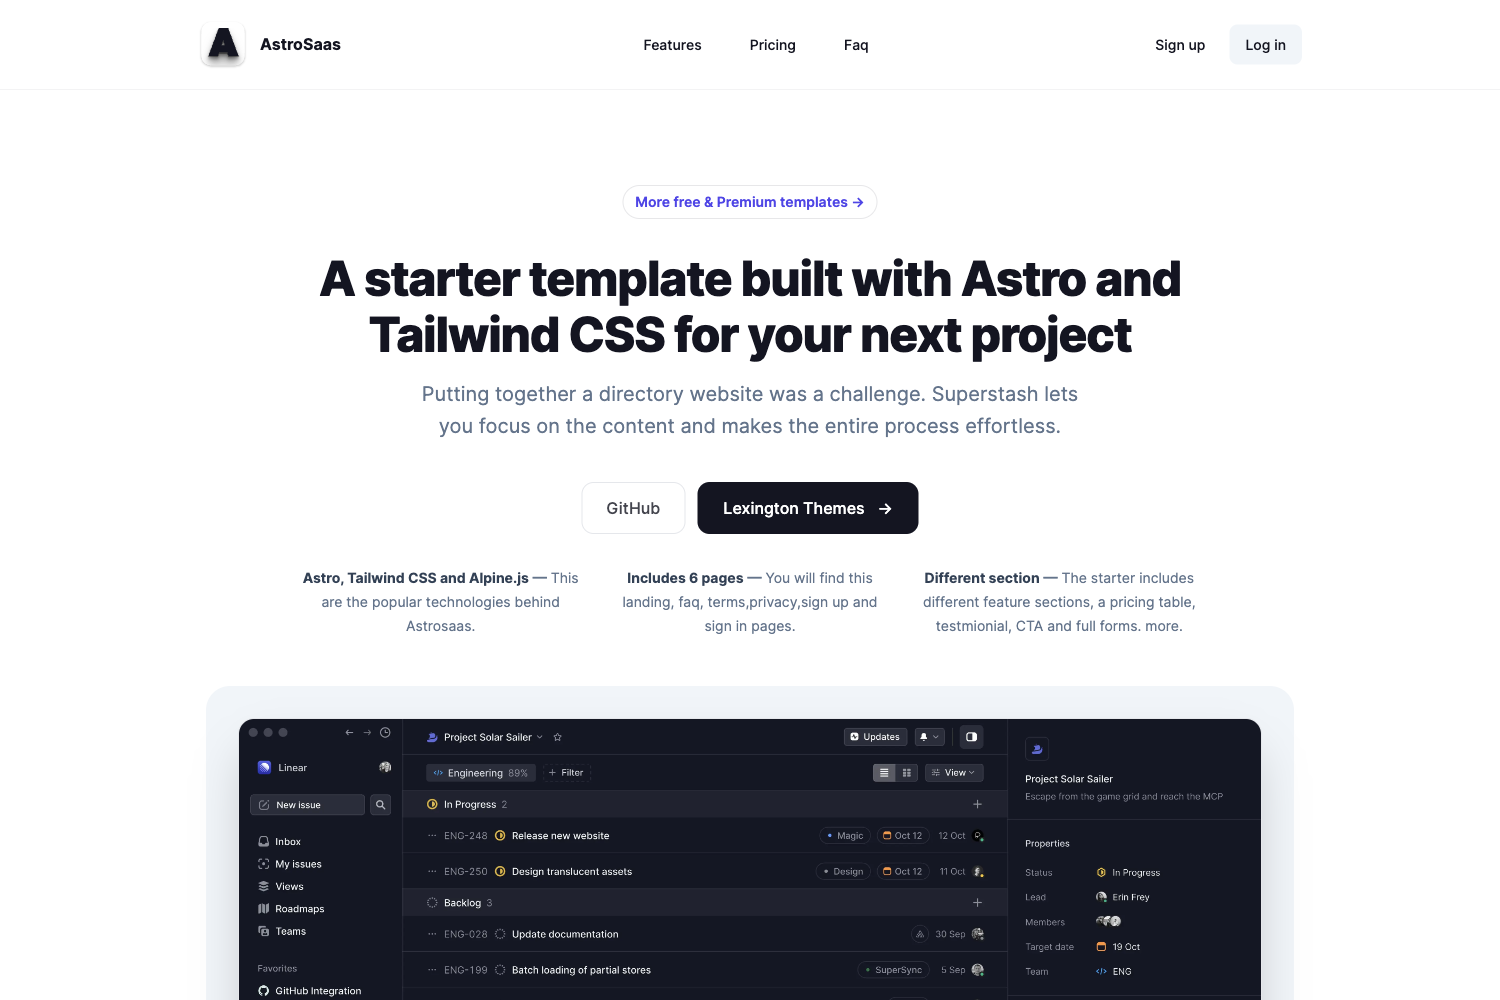 AstroSaas
Features
Pricing
Faq
Sign up
Log in
More free & Premium templates →
A starter template built with Astro and
Tailwind CSS for your next project
Putting together a directory website was a challenge. Superstash lets
you focus on the content and makes the entire process effortless.
GitHub
Lexington Themes →
Astro, Tailwind CSS and Alpine.js — This
are the popular technologies behind
Astrosaas.
Includes 6 pages — You will find this
landing, faq, terms,privacy,sign up and
sign in pages.
Different section — The starter includes
different feature sections, a pricing table,
testmionial, CTA and full forms. more.
Linear
New issue
Inbox
My issues
Views
Roadmaps
Teams
Favorites
GitHub Integration
Project Solar Sailer
Updates
Engineering 89%
Filter
View
In Progress 2
ENG-248 Release new website Magic Oct 12 12 Oct
ENG-250 Design translucent assets Design Oct 12 11 Oct
Backlog 3
ENG-028 Update documentation 30 Sep
ENG-199 Batch loading of partial stores SuperSync 5 Sep
Project Solar Sailer
Escape from the game grid and reach the MCP
Properties
Status In Progress
Lead Erin Frey
Members
Target date 19 Oct
Team ENG